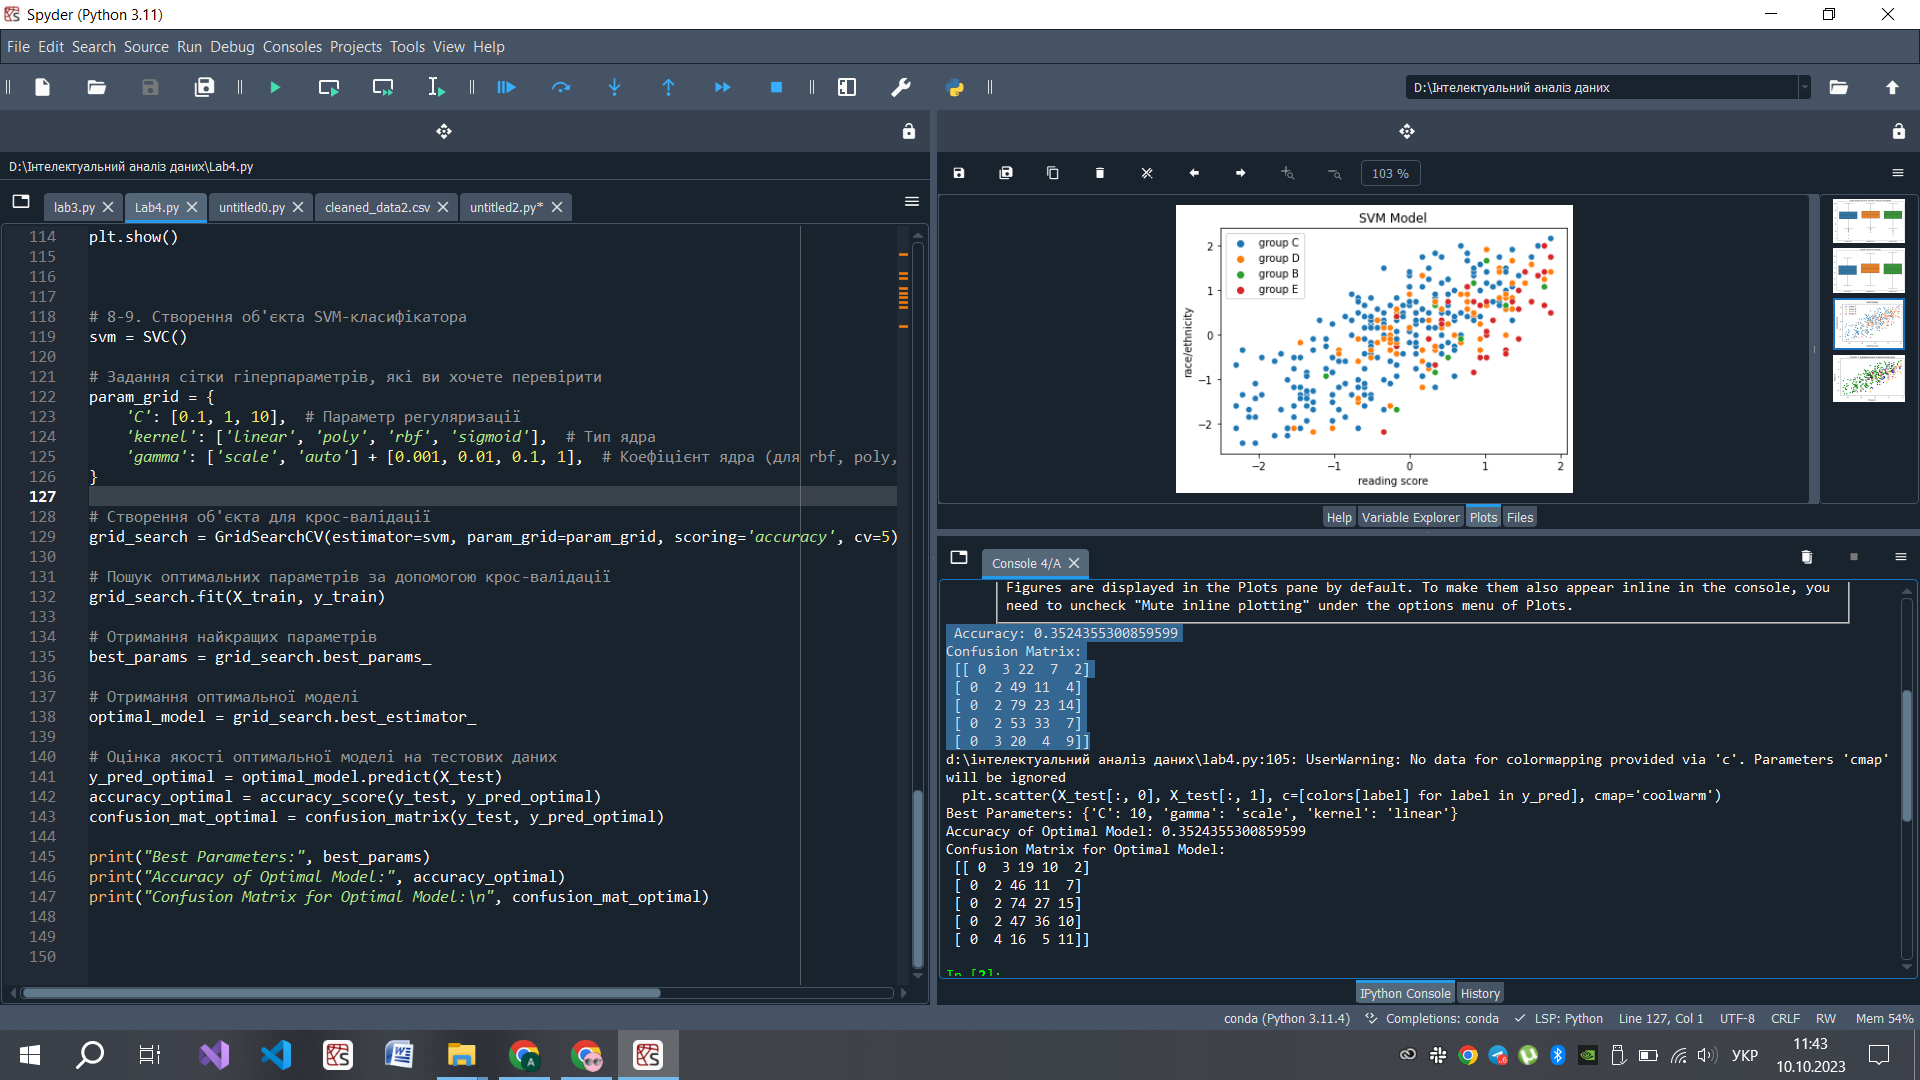 Spyder (Python 3.11)
File Edit Search Source Run Debug Consoles Projects Tools View Help
D:\Інтелектуальний аналіз даних
D:\Інтелектуальний аналіз даних\Lab4.py
lab3.py Lab4.py untitled0.py cleaned_data2.csv untitled2.py*
114 plt.show()
115
116
117
118 # 8-9. Створення об'єкта SVM-класифікатора
119 svm = SVC()
120
121 # Задання сітки гіперпараметрів, які ви хочете перевірити
122 param_grid = {
123 'C': [0.1, 1, 10],  # Параметр регуляризації
124 'kernel': ['linear', 'poly', 'rbf', 'sigmoid'],  # Тип ядра
125 'gamma': ['scale', 'auto'] + [0.001, 0.01, 0.1, 1],  # Коефіцієнт ядра (для rbf, poly,
126 }
127
128 # Створення об'єкта для крос-валідації
129 grid_search = GridSearchCV(estimator=svm, param_grid=param_grid, scoring='accuracy', cv=5)
130
131 # Пошук оптимальних параметрів за допомогою крос-валідації
132 grid_search.fit(X_train, y_train)
133
134 # Отримання найкращих параметрів
135 best_params = grid_search.best_params_
136
137 # Отримання оптимальної моделі
138 optimal_model = grid_search.best_estimator_
139
140 # Оцінка якості оптимальної моделі на тестових даних
141 y_pred_optimal = optimal_model.predict(X_test)
142 accuracy_optimal = accuracy_score(y_test, y_pred_optimal)
143 confusion_mat_optimal = confusion_matrix(y_test, y_pred_optimal)
144
145 print("Best Parameters:", best_params)
146 print("Accuracy of Optimal Model:", accuracy_optimal)
147 print("Confusion Matrix for Optimal Model:\n", confusion_mat_optimal)
148
149
150
103 %
SVM Model
group C
group D
group B
group E
race/ethnicity
2
1
0
−1
−2
−2 −1 0 1 2
reading score
Help Variable Explorer Plots Files
Console 4/A
Figures are displayed in the Plots pane by default. To make them also appear inline in the console, you
need to uncheck "Mute inline plotting" under the options menu of Plots.
Accuracy: 0.3524355300859599
Confusion Matrix:
[[ 0  3 22  7  2]
[ 0  2 49 11  4]
[ 0  2 79 23 14]
[ 0  2 53 33  7]
[ 0  3 20  4  9]]
d:\інтелектуальний аналіз даних\lab4.py:105: UserWarning: No data for colormapping provided via 'c'. Parameters 'cmap'
will be ignored
plt.scatter(X_test[:, 0], X_test[:, 1], c=[colors[label] for label in y_pred], cmap='coolwarm')
Best Parameters: {'C': 10, 'gamma': 'scale', 'kernel': 'linear'}
Accuracy of Optimal Model: 0.3524355300859599
Confusion Matrix for Optimal Model:
[[ 0  3 19 10  2]
[ 0  2 46 11  7]
[ 0  2 74 27 15]
[ 0  2 47 36 10]
[ 0  4 16  5 11]]
In [2]:
IPython Console History
conda (Python 3.11.4) Completions: conda LSP: Python Line 127, Col 1 UTF-8 CRLF RW Mem 54%
УКР
11:43
10.10.2023